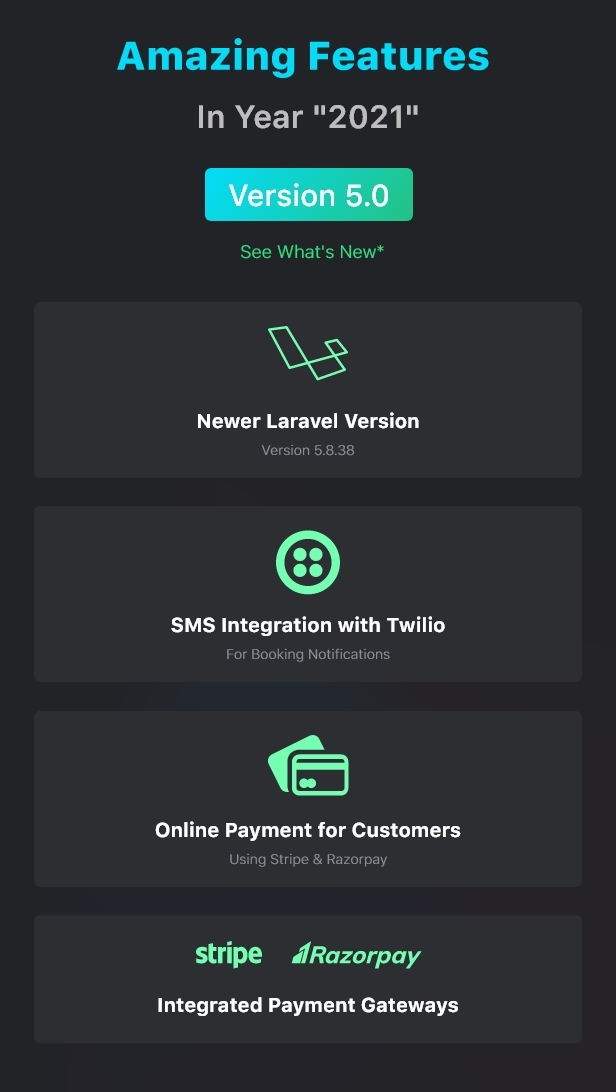 Amazing Features
In Year "2021"
Version 5.0
See What's New*
Newer Laravel Version
Version 5.8.38
SMS Integration with Twilio
For Booking Notifications
Online Payment for Customers
Using Stripe & Razorpay
stripe Razorpay
Integrated Payment Gateways